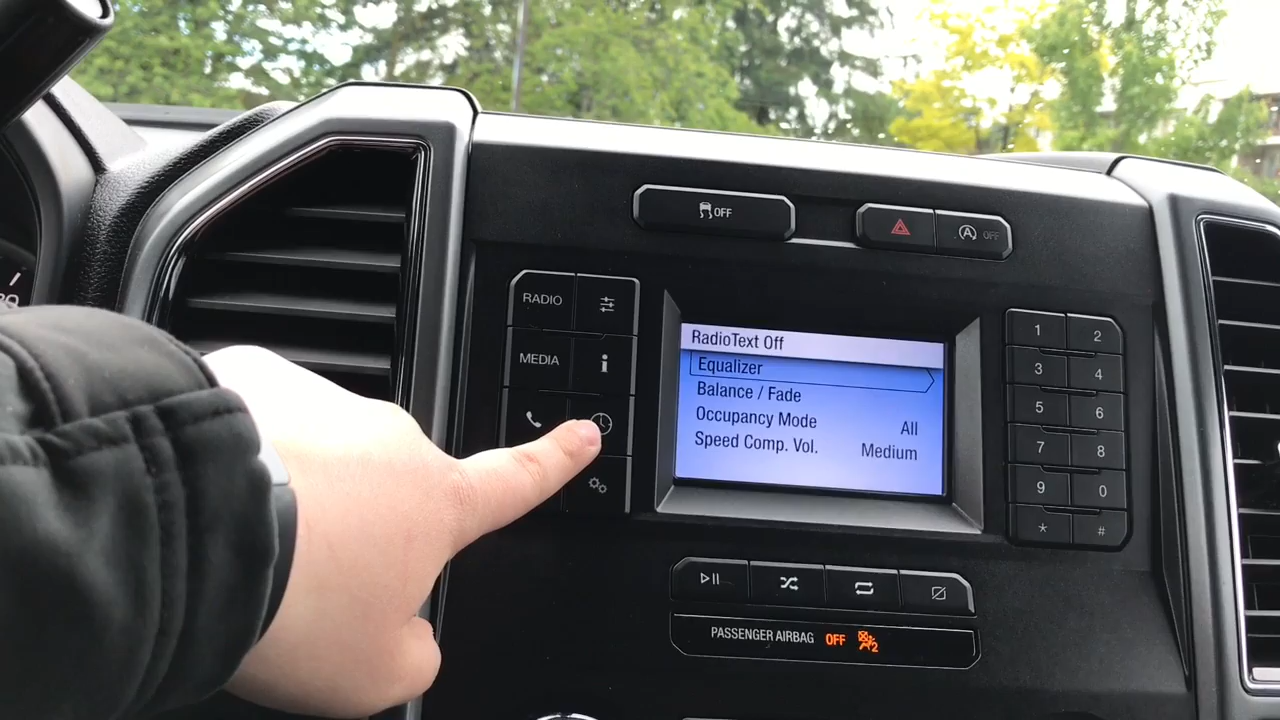 OFF
OFF
RADIO
MEDIA
RadioText Off
Equalizer
Balance / Fade
Occupancy Mode All
Speed Comp. Vol. Medium
1 2
3 4
5 6
7 8
9 0
* #
PASSENGER AIRBAG OFF 2